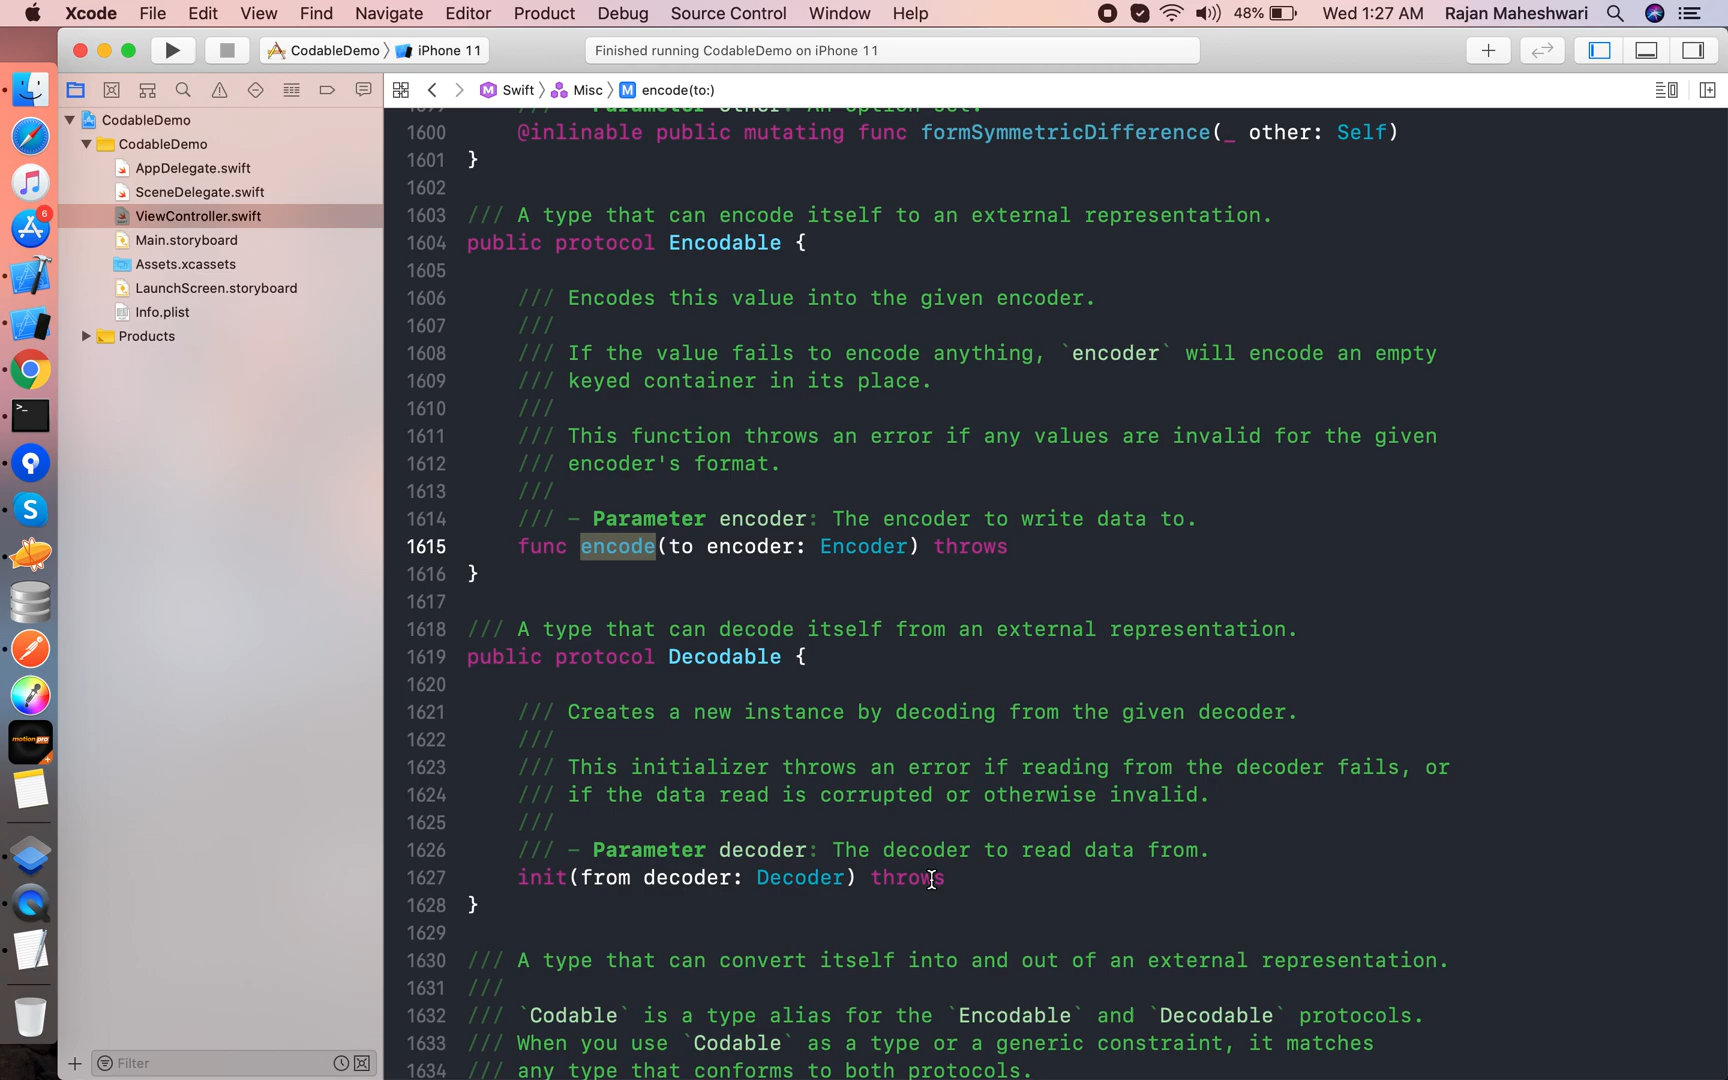 Xcode File Edit View Find Navigate Editor Product Debug Source Control Window Help 48% Wed 1:27 AM Rajan Maheshwari
CodableDemo iPhone 11 Finished running CodableDemo on iPhone 11
Swift Misc M encode(to:)
CodableDemo
CodableDemo
AppDelegate.swift
SceneDelegate.swift
ViewController.swift
Main.storyboard
Assets.xcassets
LaunchScreen.storyboard
Info.plist
Products
Filter
6
motion pro
1599 /// - Parameter other: An option set.
1600 @inlinable public mutating func formSymmetricDifference(_ other: Self)
1601 }
1602
1603 /// A type that can encode itself to an external representation.
1604 public protocol Encodable {
1605
1606 /// Encodes this value into the given encoder.
1607 ///
1608 /// If the value fails to encode anything, `encoder` will encode an empty
1609 /// keyed container in its place.
1610 ///
1611 /// This function throws an error if any values are invalid for the given
1612 /// encoder's format.
1613 ///
1614 /// - Parameter encoder: The encoder to write data to.
1615 func encode(to encoder: Encoder) throws
1616 }
1617
1618 /// A type that can decode itself from an external representation.
1619 public protocol Decodable {
1620
1621 /// Creates a new instance by decoding from the given decoder.
1622 ///
1623 /// This initializer throws an error if reading from the decoder fails, or
1624 /// if the data read is corrupted or otherwise invalid.
1625 ///
1626 /// - Parameter decoder: The decoder to read data from.
1627 init(from decoder: Decoder) throws
1628 }
1629
1630 /// A type that can convert itself into and out of an external representation.
1631 ///
1632 /// `Codable` is a type alias for the `Encodable` and `Decodable` protocols.
1633 /// When you use `Codable` as a type or a generic constraint, it matches
1634 /// any type that conforms to both protocols.